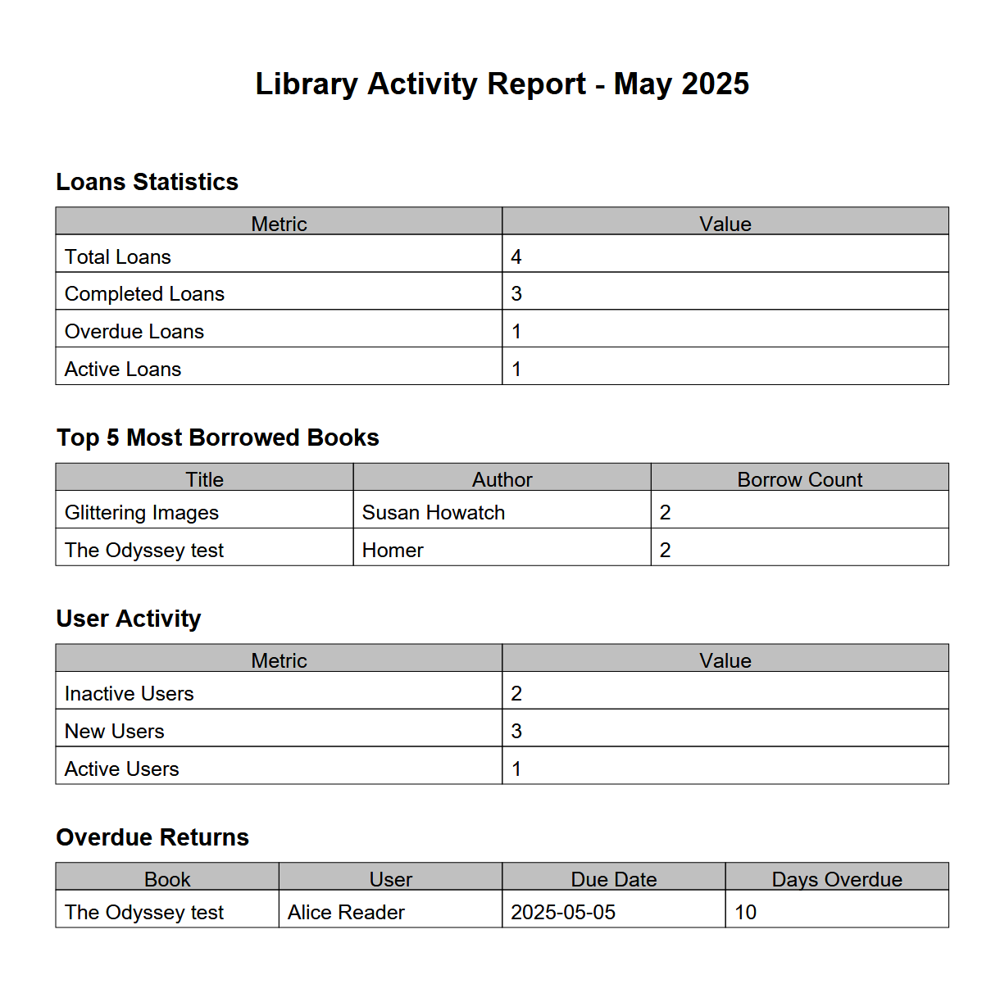 Library Activity Report - May 2025
Loans Statistics
Metric Value
Total Loans 4
Completed Loans 3
Overdue Loans 1
Active Loans 1
Top 5 Most Borrowed Books
Title Author Borrow Count
Glittering Images Susan Howatch 2
The Odyssey test Homer 2
User Activity
Metric Value
Inactive Users 2
New Users 3
Active Users 1
Overdue Returns
Book User Due Date Days Overdue
The Odyssey test Alice Reader 2025-05-05 10